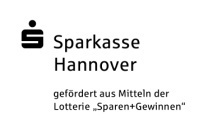 Sparkasse
Hannover
gefördert aus Mitteln der
Lotterie „Sparen+Gewinnen“